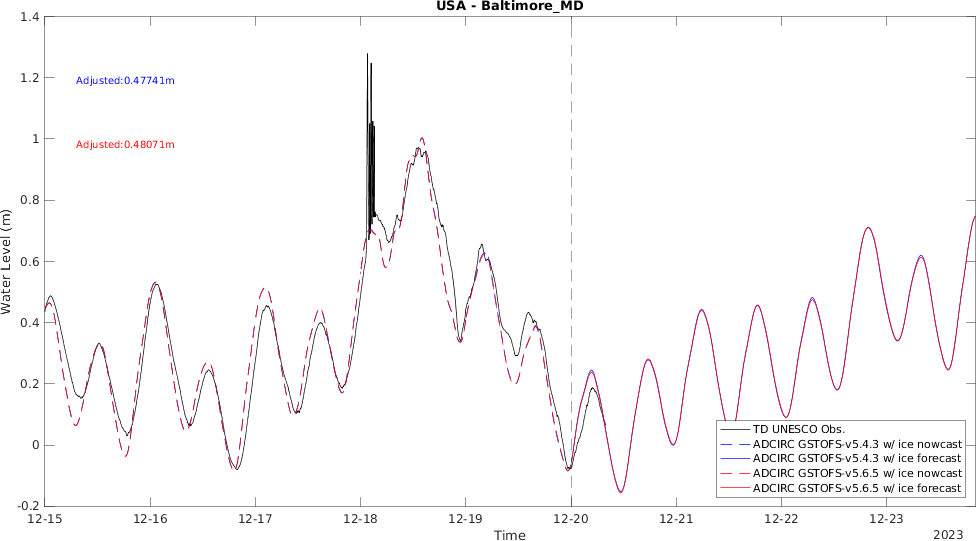 USA - Baltimore_MD
1.4
1.2
1
0.8
0.6
0.4
0.2
0
-0.2
Water Level (m)
Adjusted:0.47741m
Adjusted:0.48071m
TD UNESCO Obs.
ADCIRC GSTOFS-v5.4.3 w/ ice nowcast
ADCIRC GSTOFS-v5.4.3 w/ ice forecast
ADCIRC GSTOFS-v5.6.5 w/ ice nowcast
ADCIRC GSTOFS-v5.6.5 w/ ice forecast
12-15 12-16 12-17 12-18 12-19 12-20 12-21 12-22 12-23
Time
2023